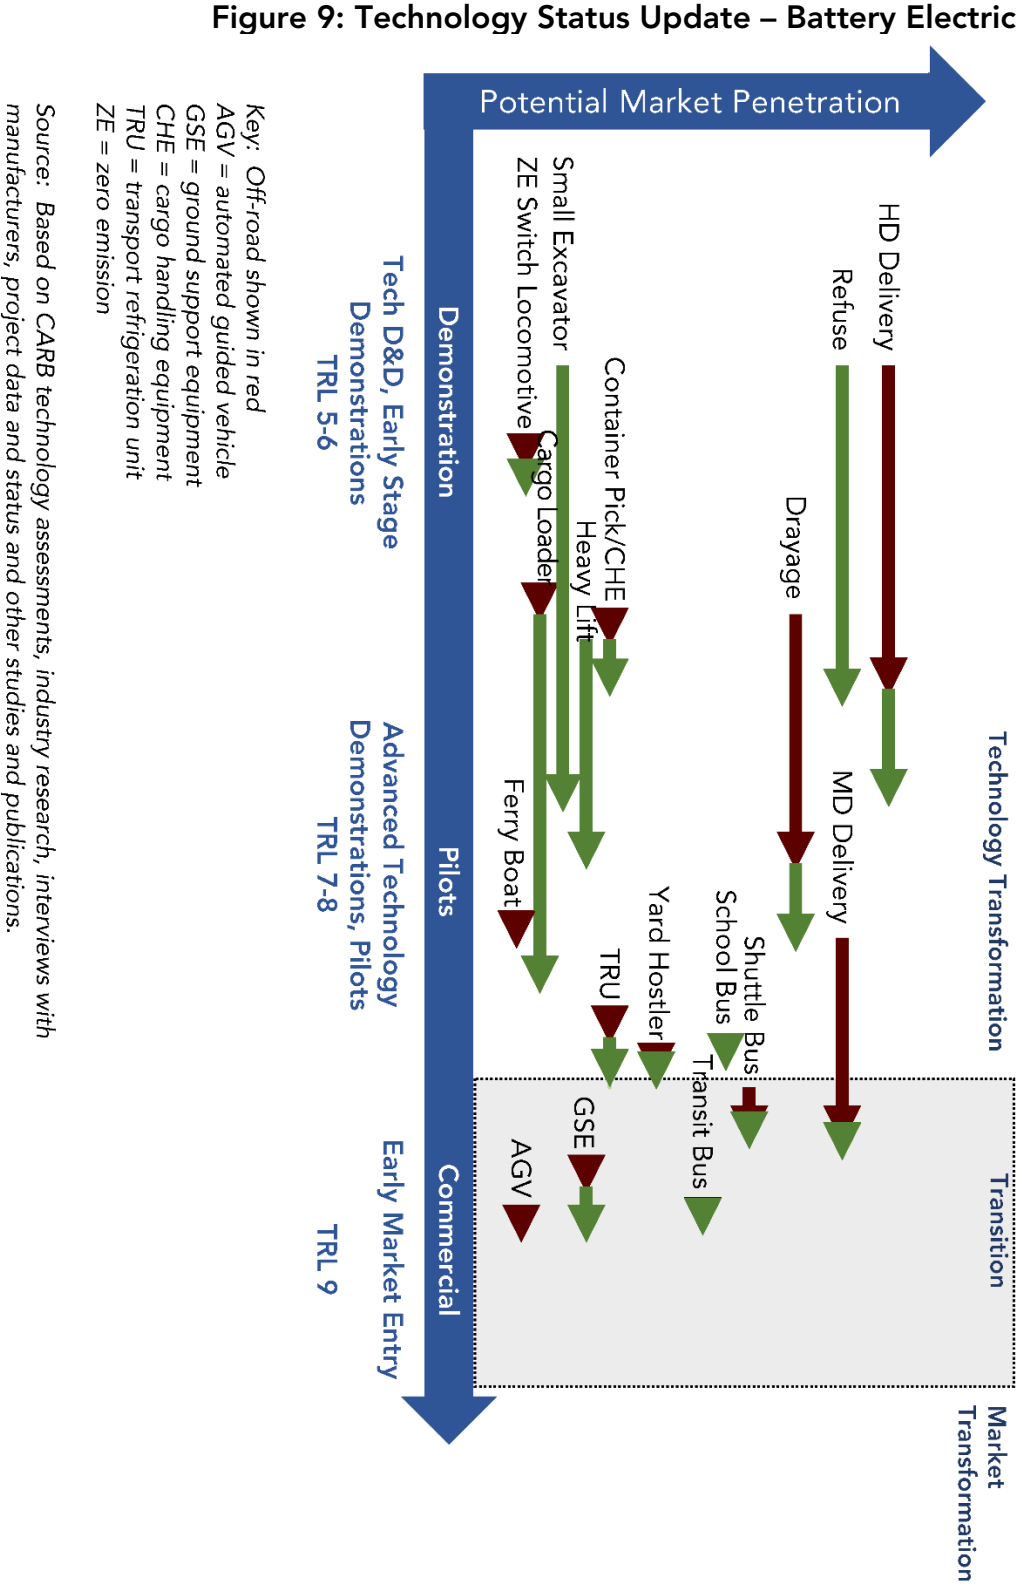 Figure 9: Technology Status Update – Battery Electric
Potential Market Penetration
Technology Transformation
Transition
Market
Transformation
HD Delivery
Refuse
MD Delivery
Drayage
Shuttle Bus
School Bus
Transit Bus
Yard Hostler
Container Pick/CHE
TRU
Heavy Lift
GSE
Small Excavator
Cargo Loader
ZE Switch Locomotive
Ferry Boat
AGV
Demonstration
Pilots
Commercial
Tech D&D, Early Stage
Demonstrations
TRL 5-6
Advanced Technology
Demonstrations, Pilots
TRL 7-8
Early Market Entry
TRL 9
Key: Off-road shown in red
AGV = automated guided vehicle
GSE = ground support equipment
CHE = cargo handling equipment
TRU = transport refrigeration unit
ZE = zero emission
Source: Based on CARB technology assessments, industry research, interviews with
manufacturers, project data and status and other studies and publications.